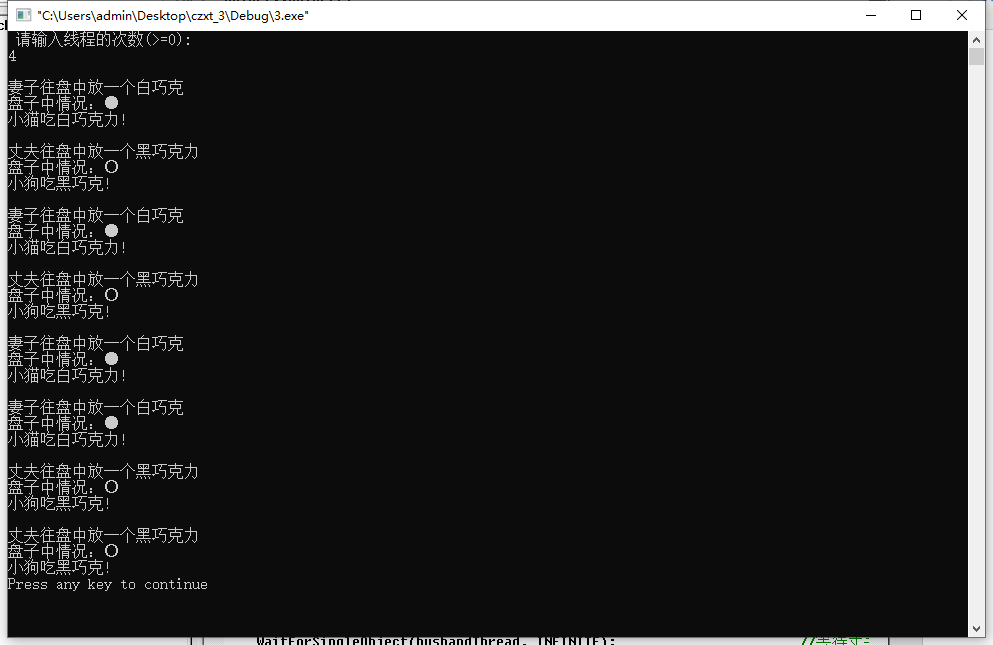 "C:\Users\admin\Desktop\czxt_3\Debug\3.exe"
请输入线程的次数(>=0):
4
妻子往盘中放一个白巧克
盘子中情况：●
小猫吃白巧克力!
丈夫往盘中放一个黑巧克力
盘子中情况：○
小狗吃黑巧克!
妻子往盘中放一个白巧克
盘子中情况：●
小猫吃白巧克力!
丈夫往盘中放一个黑巧克力
盘子中情况：○
小狗吃黑巧克!
妻子往盘中放一个白巧克
盘子中情况：●
小猫吃白巧克力!
妻子往盘中放一个白巧克
盘子中情况：●
小猫吃白巧克力!
丈夫往盘中放一个黑巧克力
盘子中情况：○
小狗吃黑巧克!
丈夫往盘中放一个黑巧克力
盘子中情况：○
小狗吃黑巧克!
Press any key to continue
WaitForSingleObject(husbandThread, INFINITE);